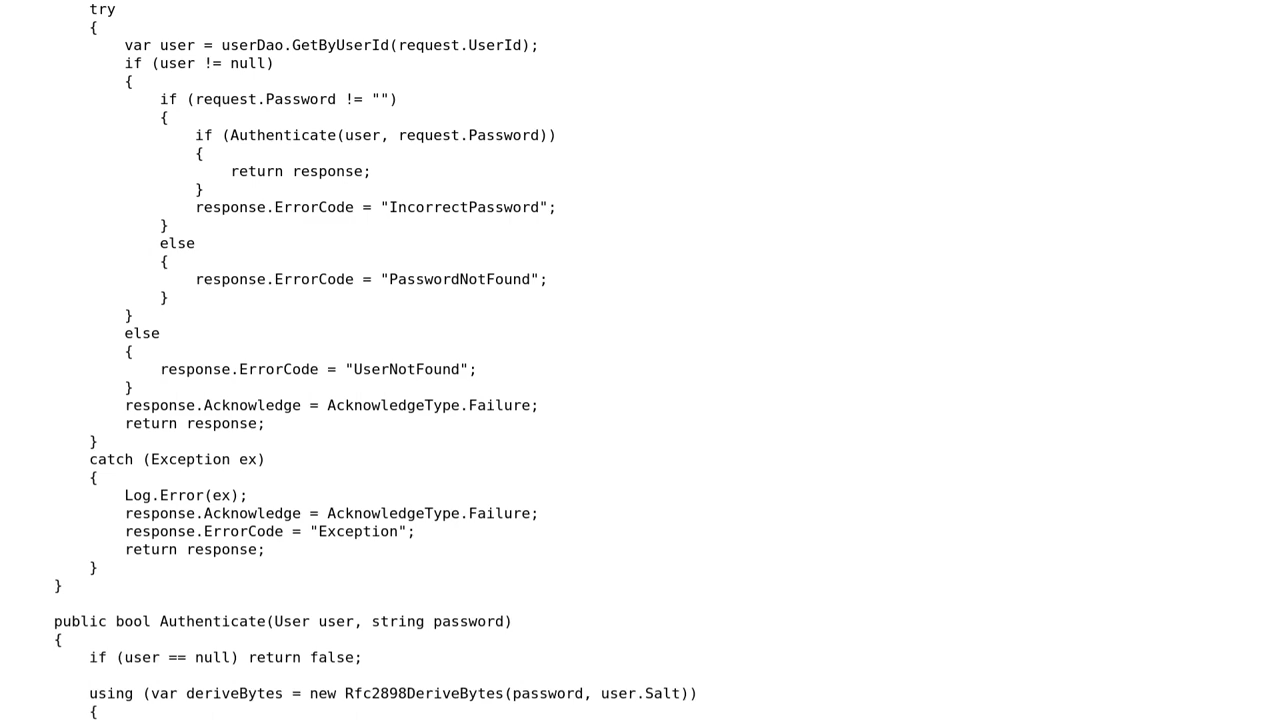 try
{
var user = userDao.GetByUserId(request.UserId);
if (user != null)
{
if (request.Password != "")
{
if (Authenticate(user, request.Password))
{
return response;
}
response.ErrorCode = "IncorrectPassword";
}
else
{
response.ErrorCode = "PasswordNotFound";
}
}
else
{
response.ErrorCode = "UserNotFound";
}
response.Acknowledge = AcknowledgeType.Failure;
return response;
}
catch (Exception ex)
{
Log.Error(ex);
response.Acknowledge = AcknowledgeType.Failure;
response.ErrorCode = "Exception";
return response;
}
}
public bool Authenticate(User user, string password)
{
if (user == null) return false;
using (var deriveBytes = new Rfc2898DeriveBytes(password, user.Salt))
{